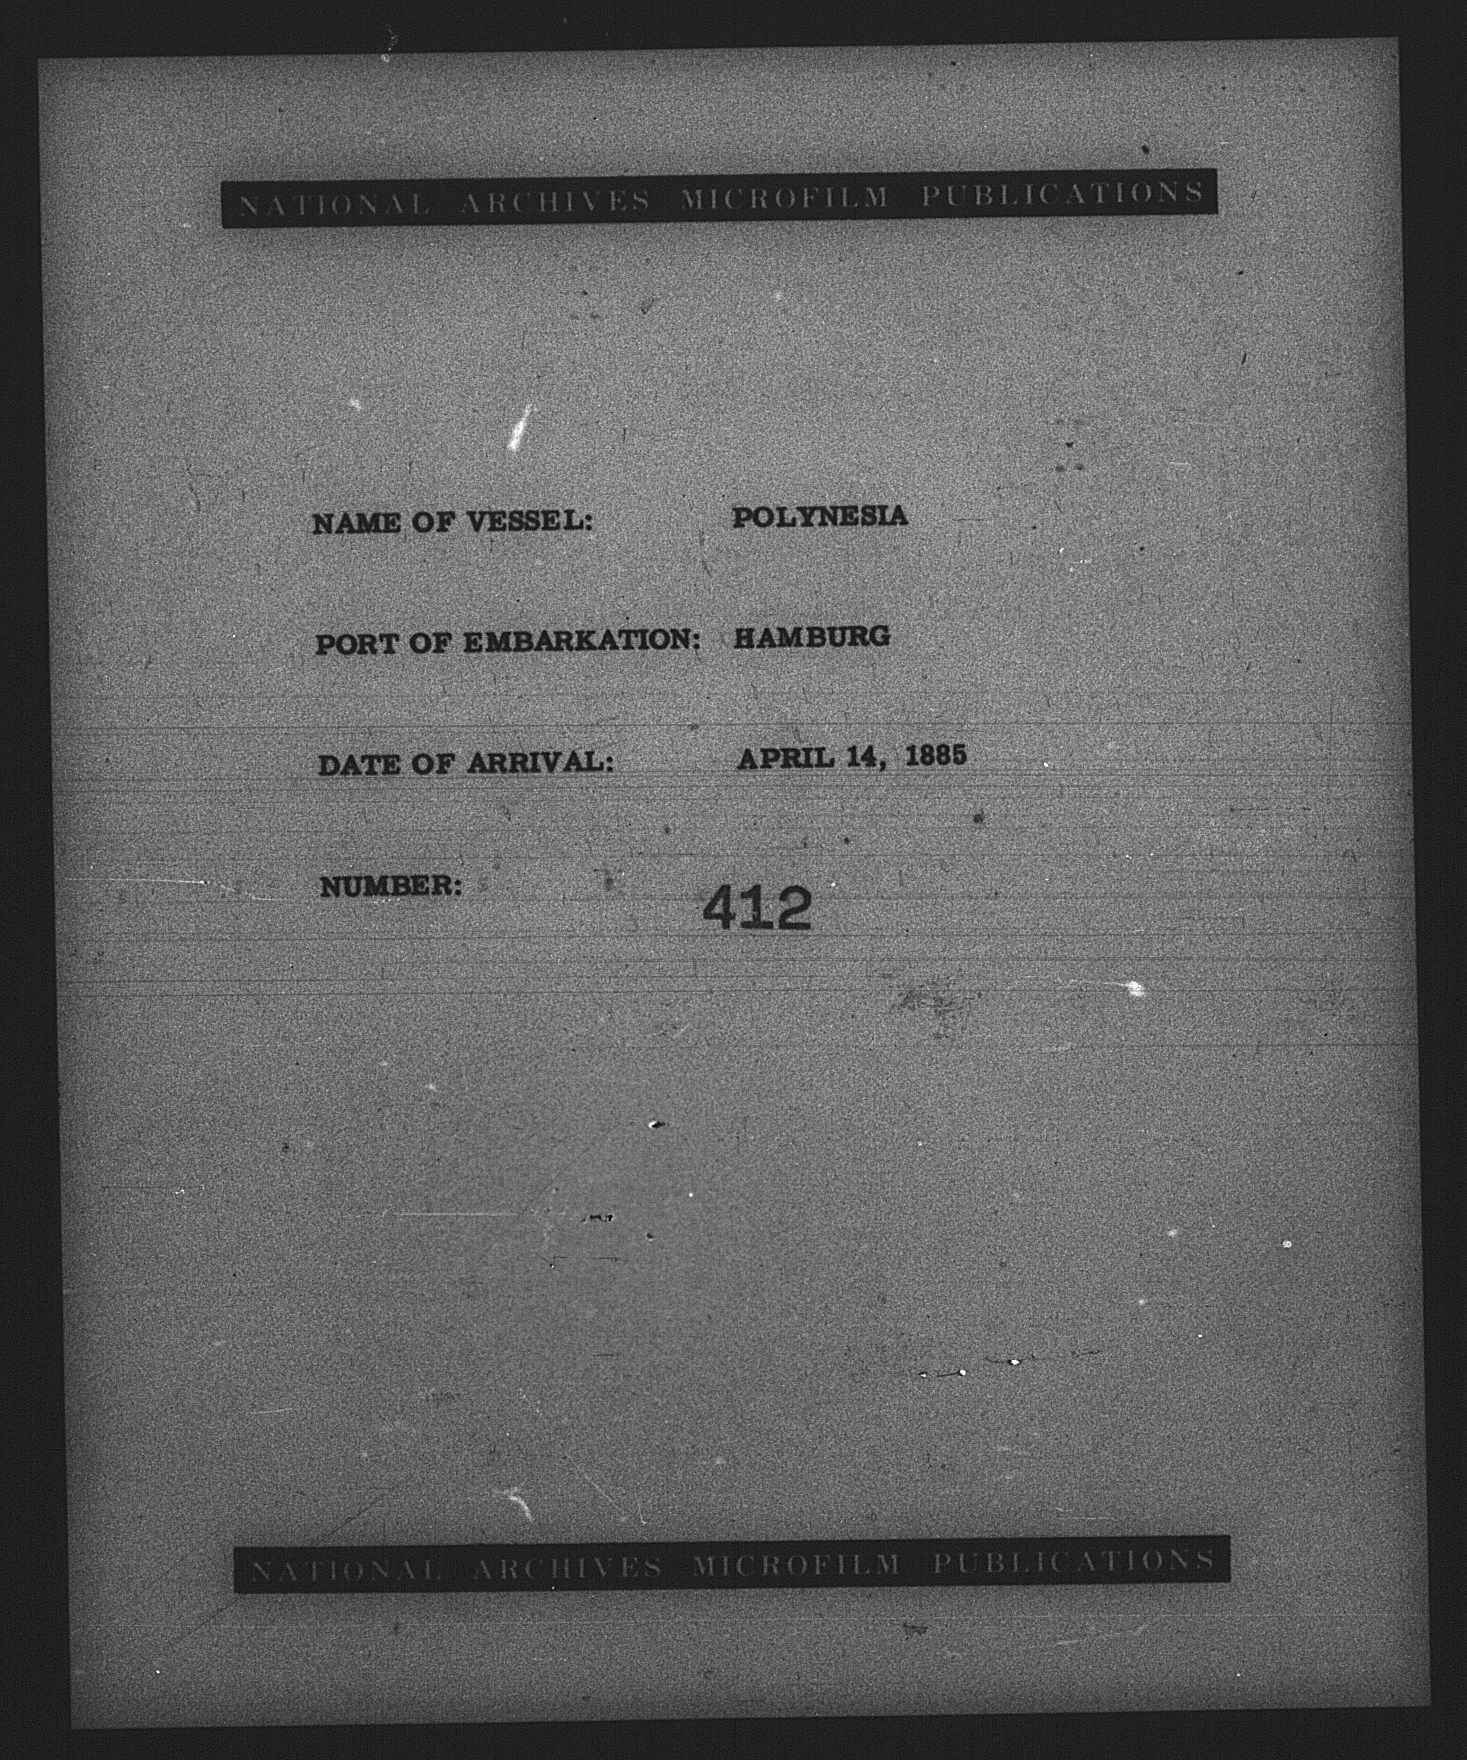 NATIONAL ARCHIVES MICROFILM PUBLICATIONS
NAME OF VESSEL: POLYNESIA
PORT OF EMBARKATION: HAMBURG
DATE OF ARRIVAL: APRIL 14, 1885
NUMBER: 412
NATIONAL ARCHIVES MICROFILM PUBLICATIONS